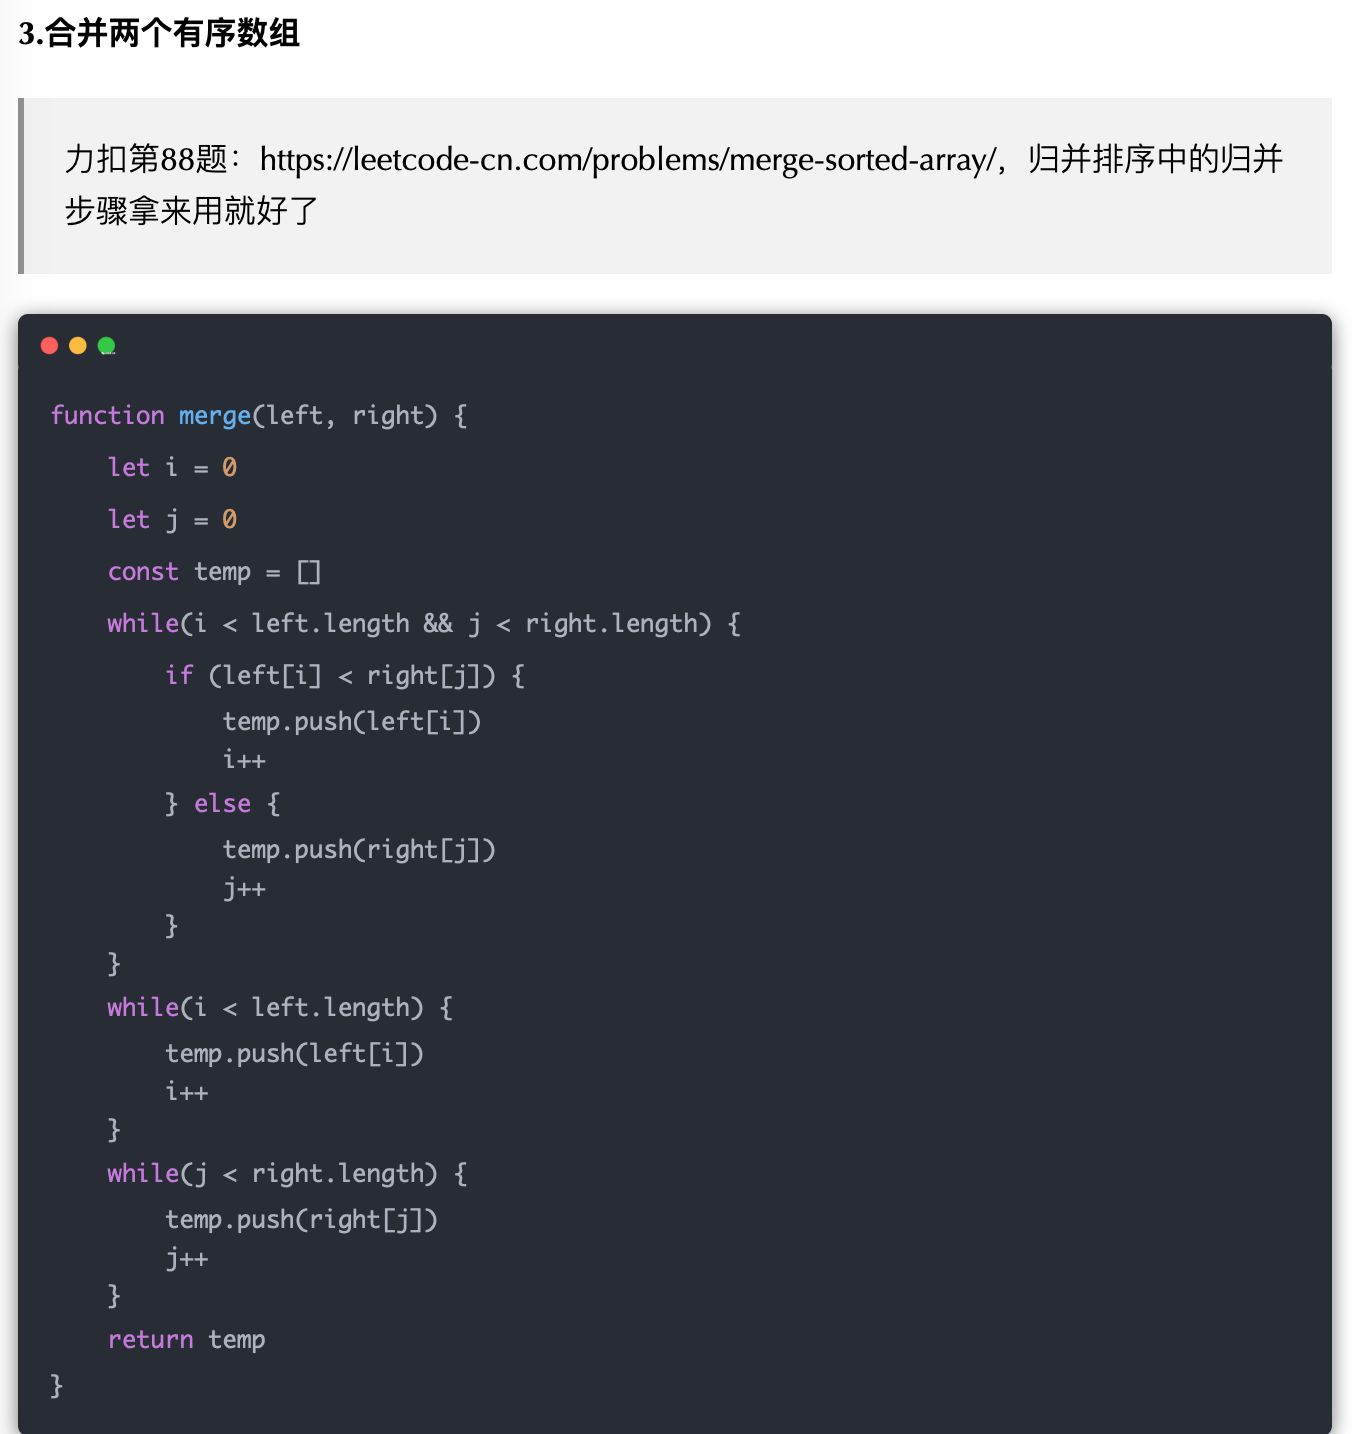 3.合并两个有序数组
力扣第88题：https://leetcode-cn.com/problems/merge-sorted-array/，归并排序中的归并
步骤拿来用就好了
function merge(left, right) {
    let i = 0
    let j = 0
    const temp = []
    while(i < left.length && j < right.length) {
        if (left[i] < right[j]) {
            temp.push(left[i])
            i++
        } else {
            temp.push(right[j])
            j++
        }
    }
    while(i < left.length) {
        temp.push(left[i])
        i++
    }
    while(j < right.length) {
        temp.push(right[j])
        j++
    }
    return temp
}